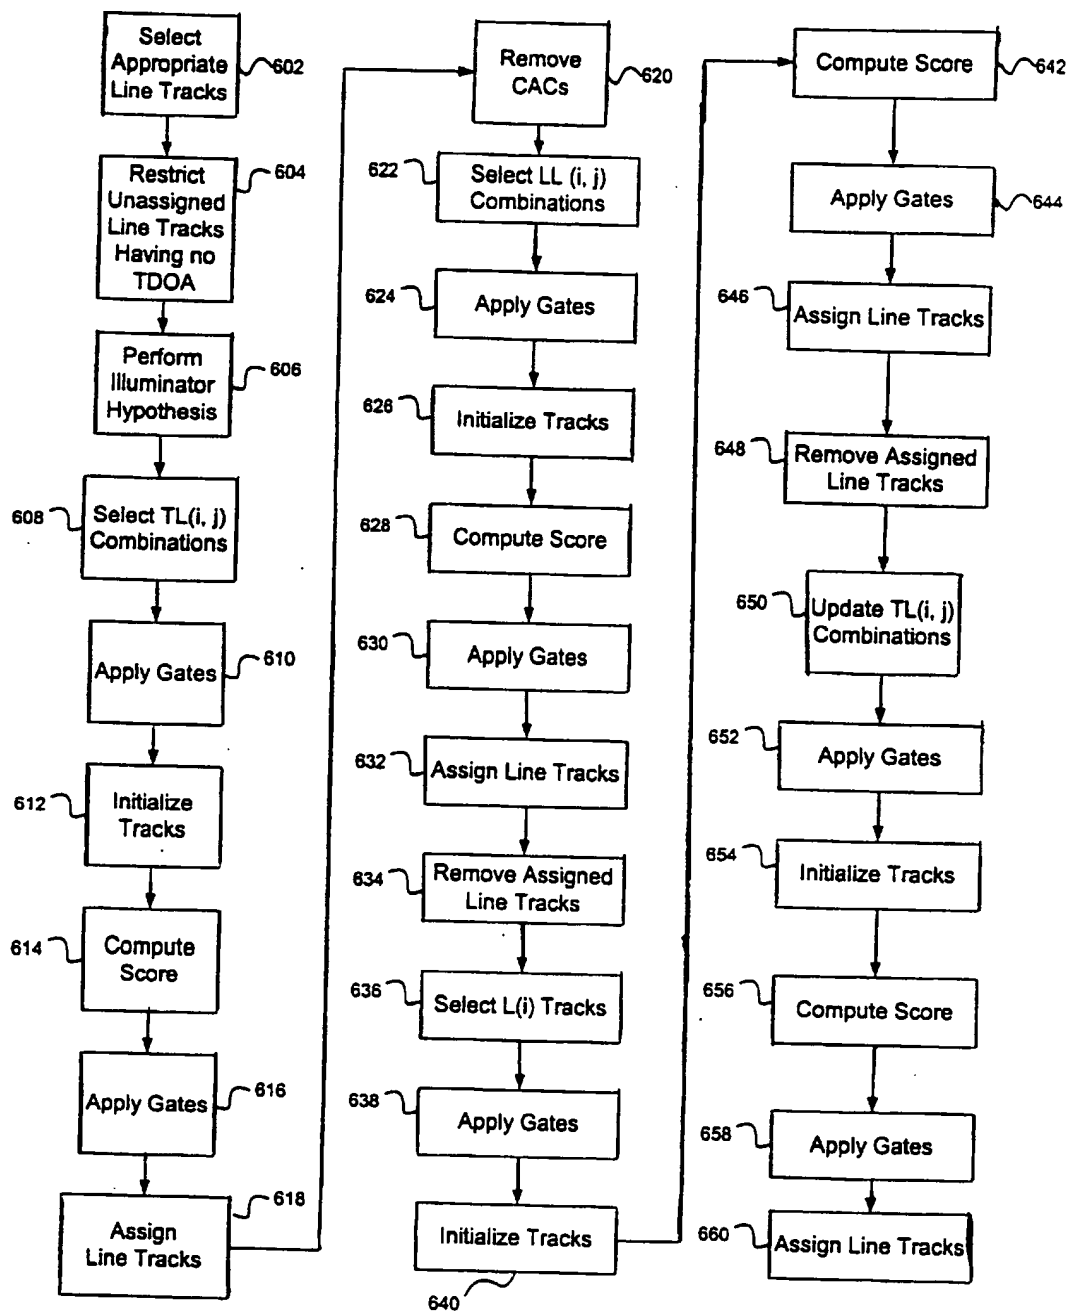 Select
Appropriate
Line Tracks
602
Restrict
Unassigned
Line Tracks
Having no
TDOA
604
Perform
Illuminator
Hypothesis
606
608
Select TL(i, j)
Combinations
Apply Gates
610
612
Initialize
Tracks
614
Compute
Score
Apply Gates
616
618
Assign
Line Tracks
Remove
CACs
620
622
Select LL (i, j)
Combinations
624
Apply Gates
626
Initialize Tracks
628
Compute Score
630
Apply Gates
632
Assign Line Tracks
634
Remove Assigned
Line Tracks
636
Select L(i) Tracks
638
Apply Gates
Initialize Tracks
640
Compute Score
642
Apply Gates
644
646
Assign Line Tracks
648
Remove Assigned
Line Tracks
650
Update TL(i, j)
Combinations
652
Apply Gates
654
Initialize Tracks
656
Compute Score
658
Apply Gates
660
Assign Line Tracks